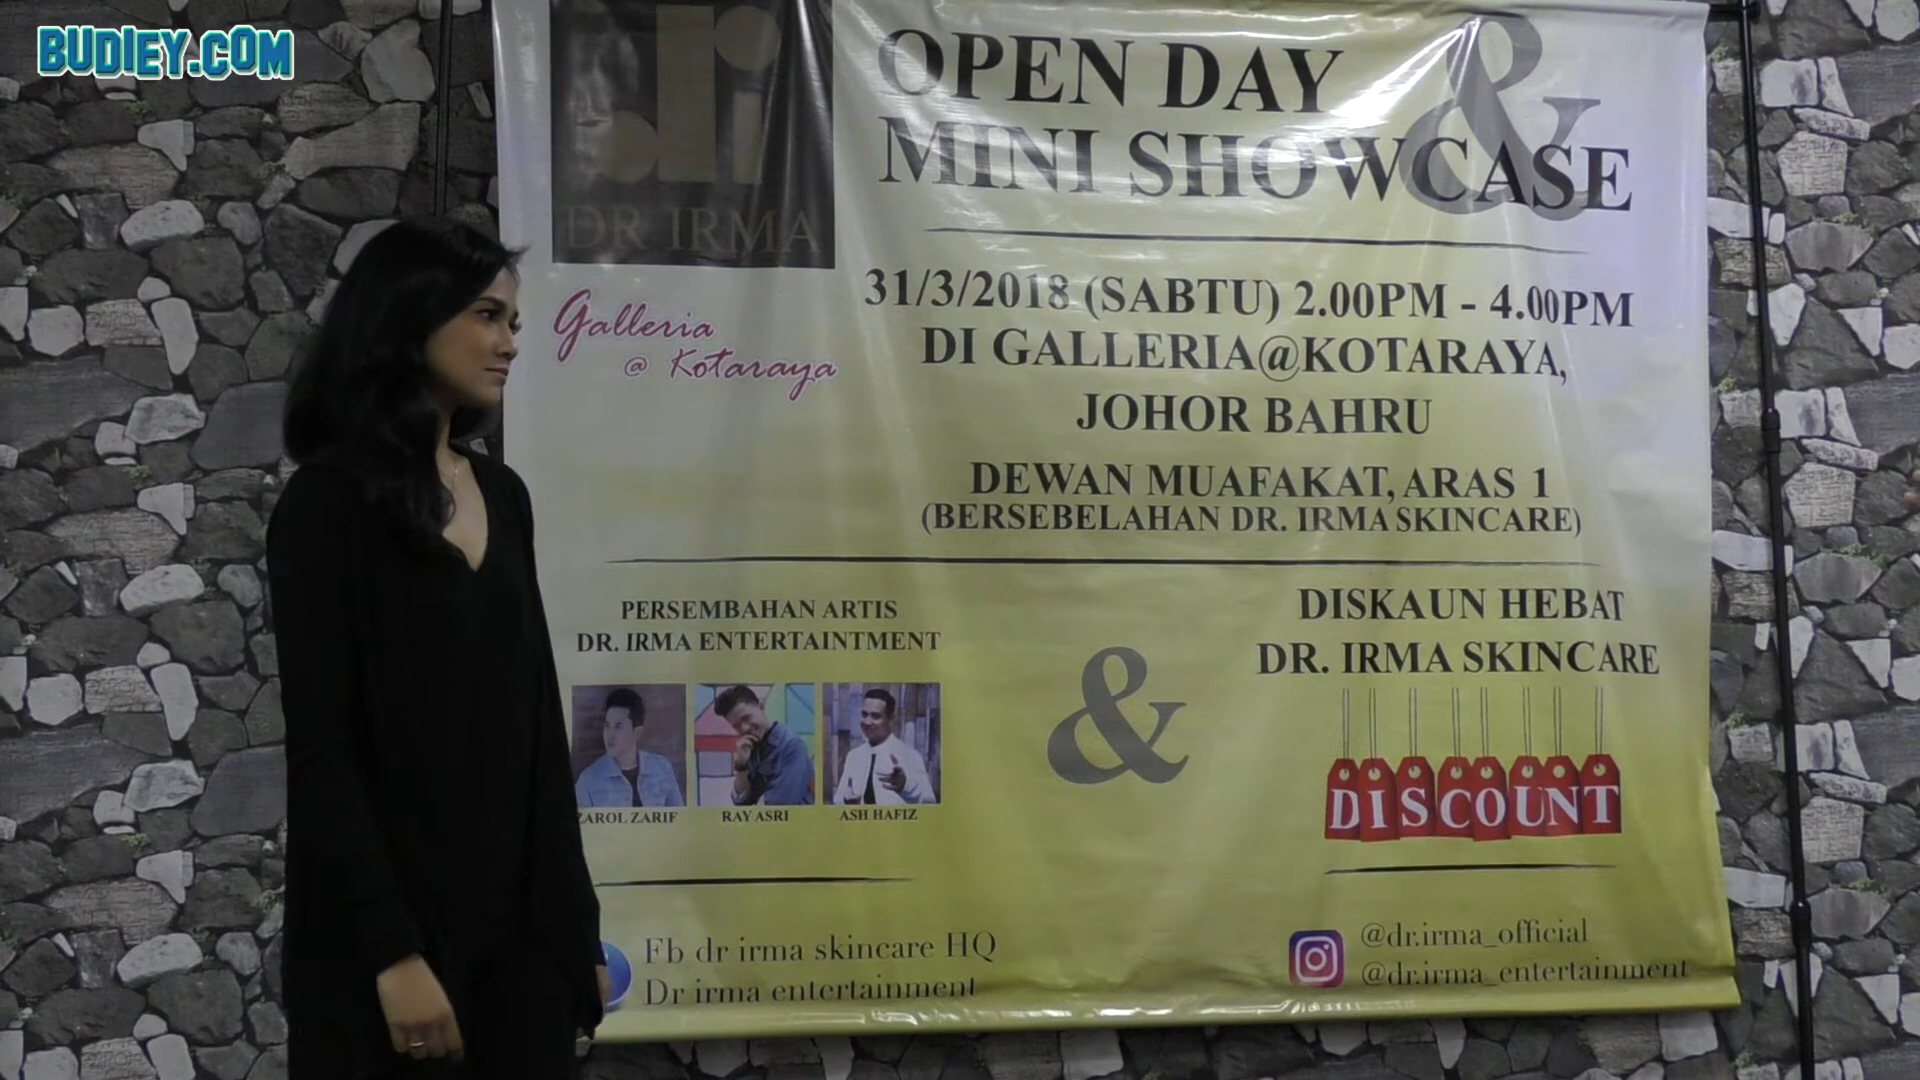 BUDIEY.COM
DR IRMA
Galleria
@ Kotaraya
OPEN DAY
&
MINI SHOWCASE
31/3/2018 (SABTU) 2.00PM - 4.00PM
DI GALLERIA@KOTARAYA,
JOHOR BAHRU
DEWAN MUAFAKAT, ARAS 1
(BERSEBELAHAN DR. IRMA SKINCARE)
PERSEMBAHAN ARTIS
DR. IRMA ENTERTAINTMENT
ZAROL ZARIF
RAY ASRI
ASH HAFIZ
&
DISKAUN HEBAT
DR. IRMA SKINCARE
DISCOUNT
Fb dr irma skincare HQ
Dr irma entertainment
@dr.irma_official
@dr.irma_entertainment